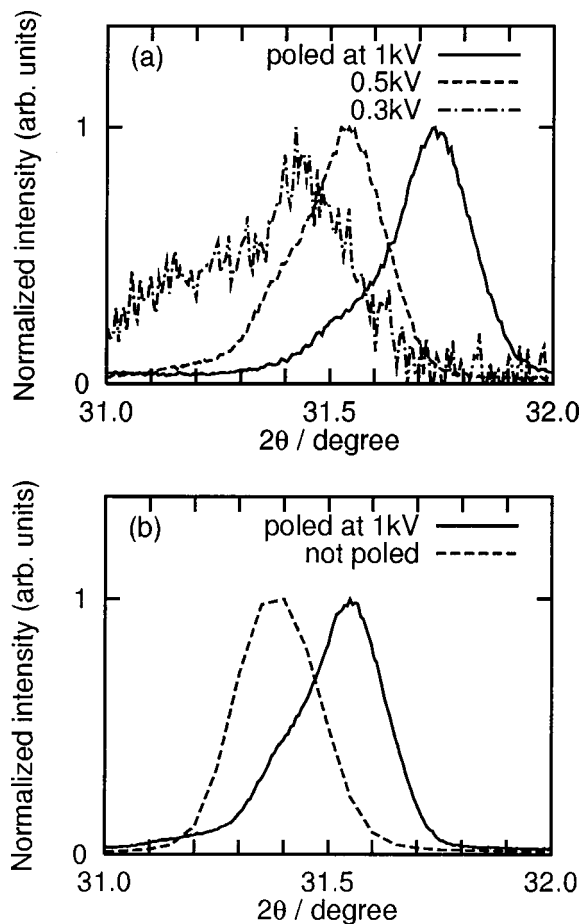 (a)
poled at 1kV
0.5kV
0.3kV
Normalized intensity (arb. units)
1
0
31.0
31.5
32.0
2θ / degree
(b)
poled at 1kV
not poled
Normalized intensity (arb. units)
1
0
31.0
31.5
32.0
2θ / degree